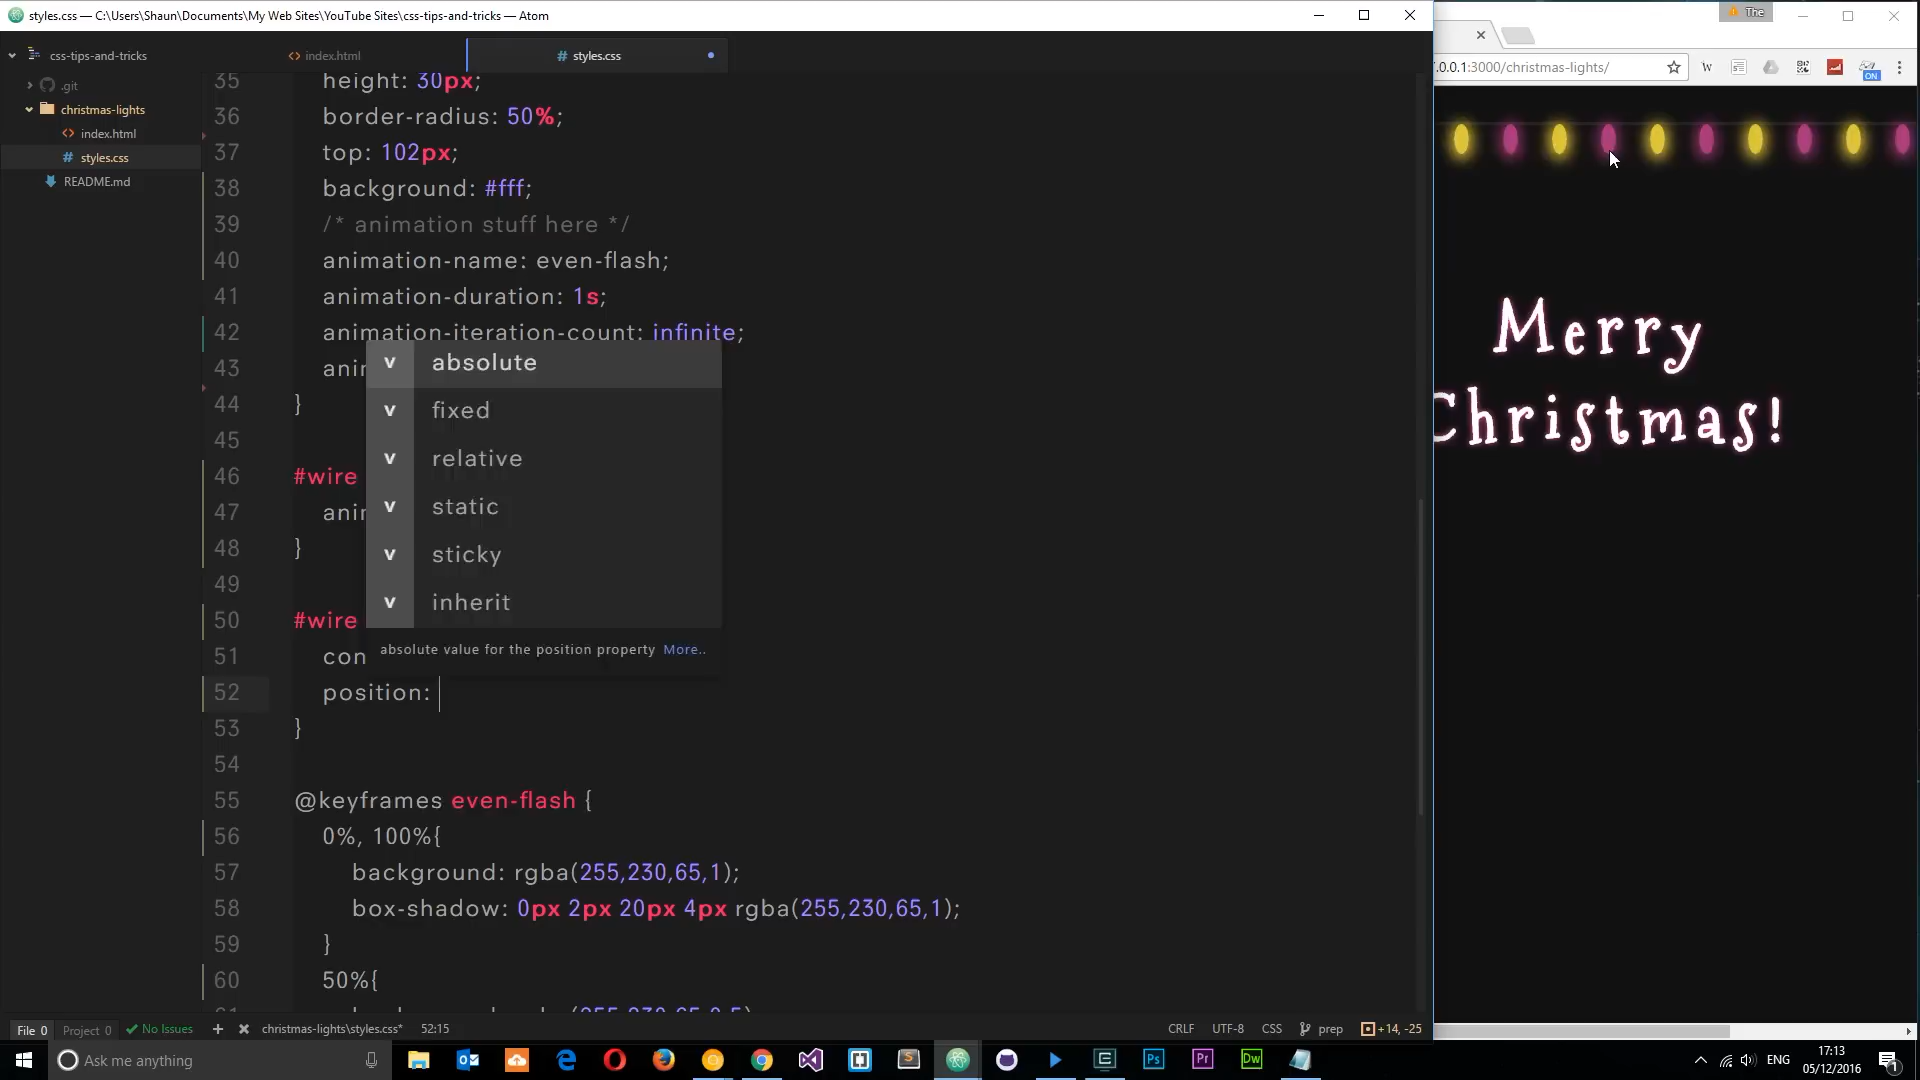 styles.css — C:\Users\Shaun\Documents\My Web Sites\YouTube Sites\css-tips-and-tricks — Atom
The
css-tips-and-tricks
index.html
# styles.css
.0.1:3000/christmas-lights/
W
ON
.git
christmas-lights
index.html
# styles.css
README.md
35 height: 30px;
36 border-radius: 50%;
37 top: 102px;
38 background: #fff;
39 /* animation stuff here */
40 animation-name: even-flash;
41 animation-duration: 1s;
42 animation-iteration-count: infinite;
43 anim
44 }
45
46 #wire
47 anim
48 }
49
50 #wire
51 con
52 position:
53 }
54
55 @keyframes even-flash {
56 0%, 100%{
57 background: rgba(255,230,65,1);
58 box-shadow: 0px 2px 20px 4px rgba(255,230,65,1);
59 }
60 50%{
v absolute
v fixed
v relative
v static
v sticky
v inherit
absolute value for the position property More..
Merry
Christmas!
File 0 Project 0 No Issues + christmas-lights\styles.css* 52:15 CRLF UTF-8 CSS prep +14, -25
Ask me anything
Ps
Pr
Dw
ENG
17:13
05/12/2016
1